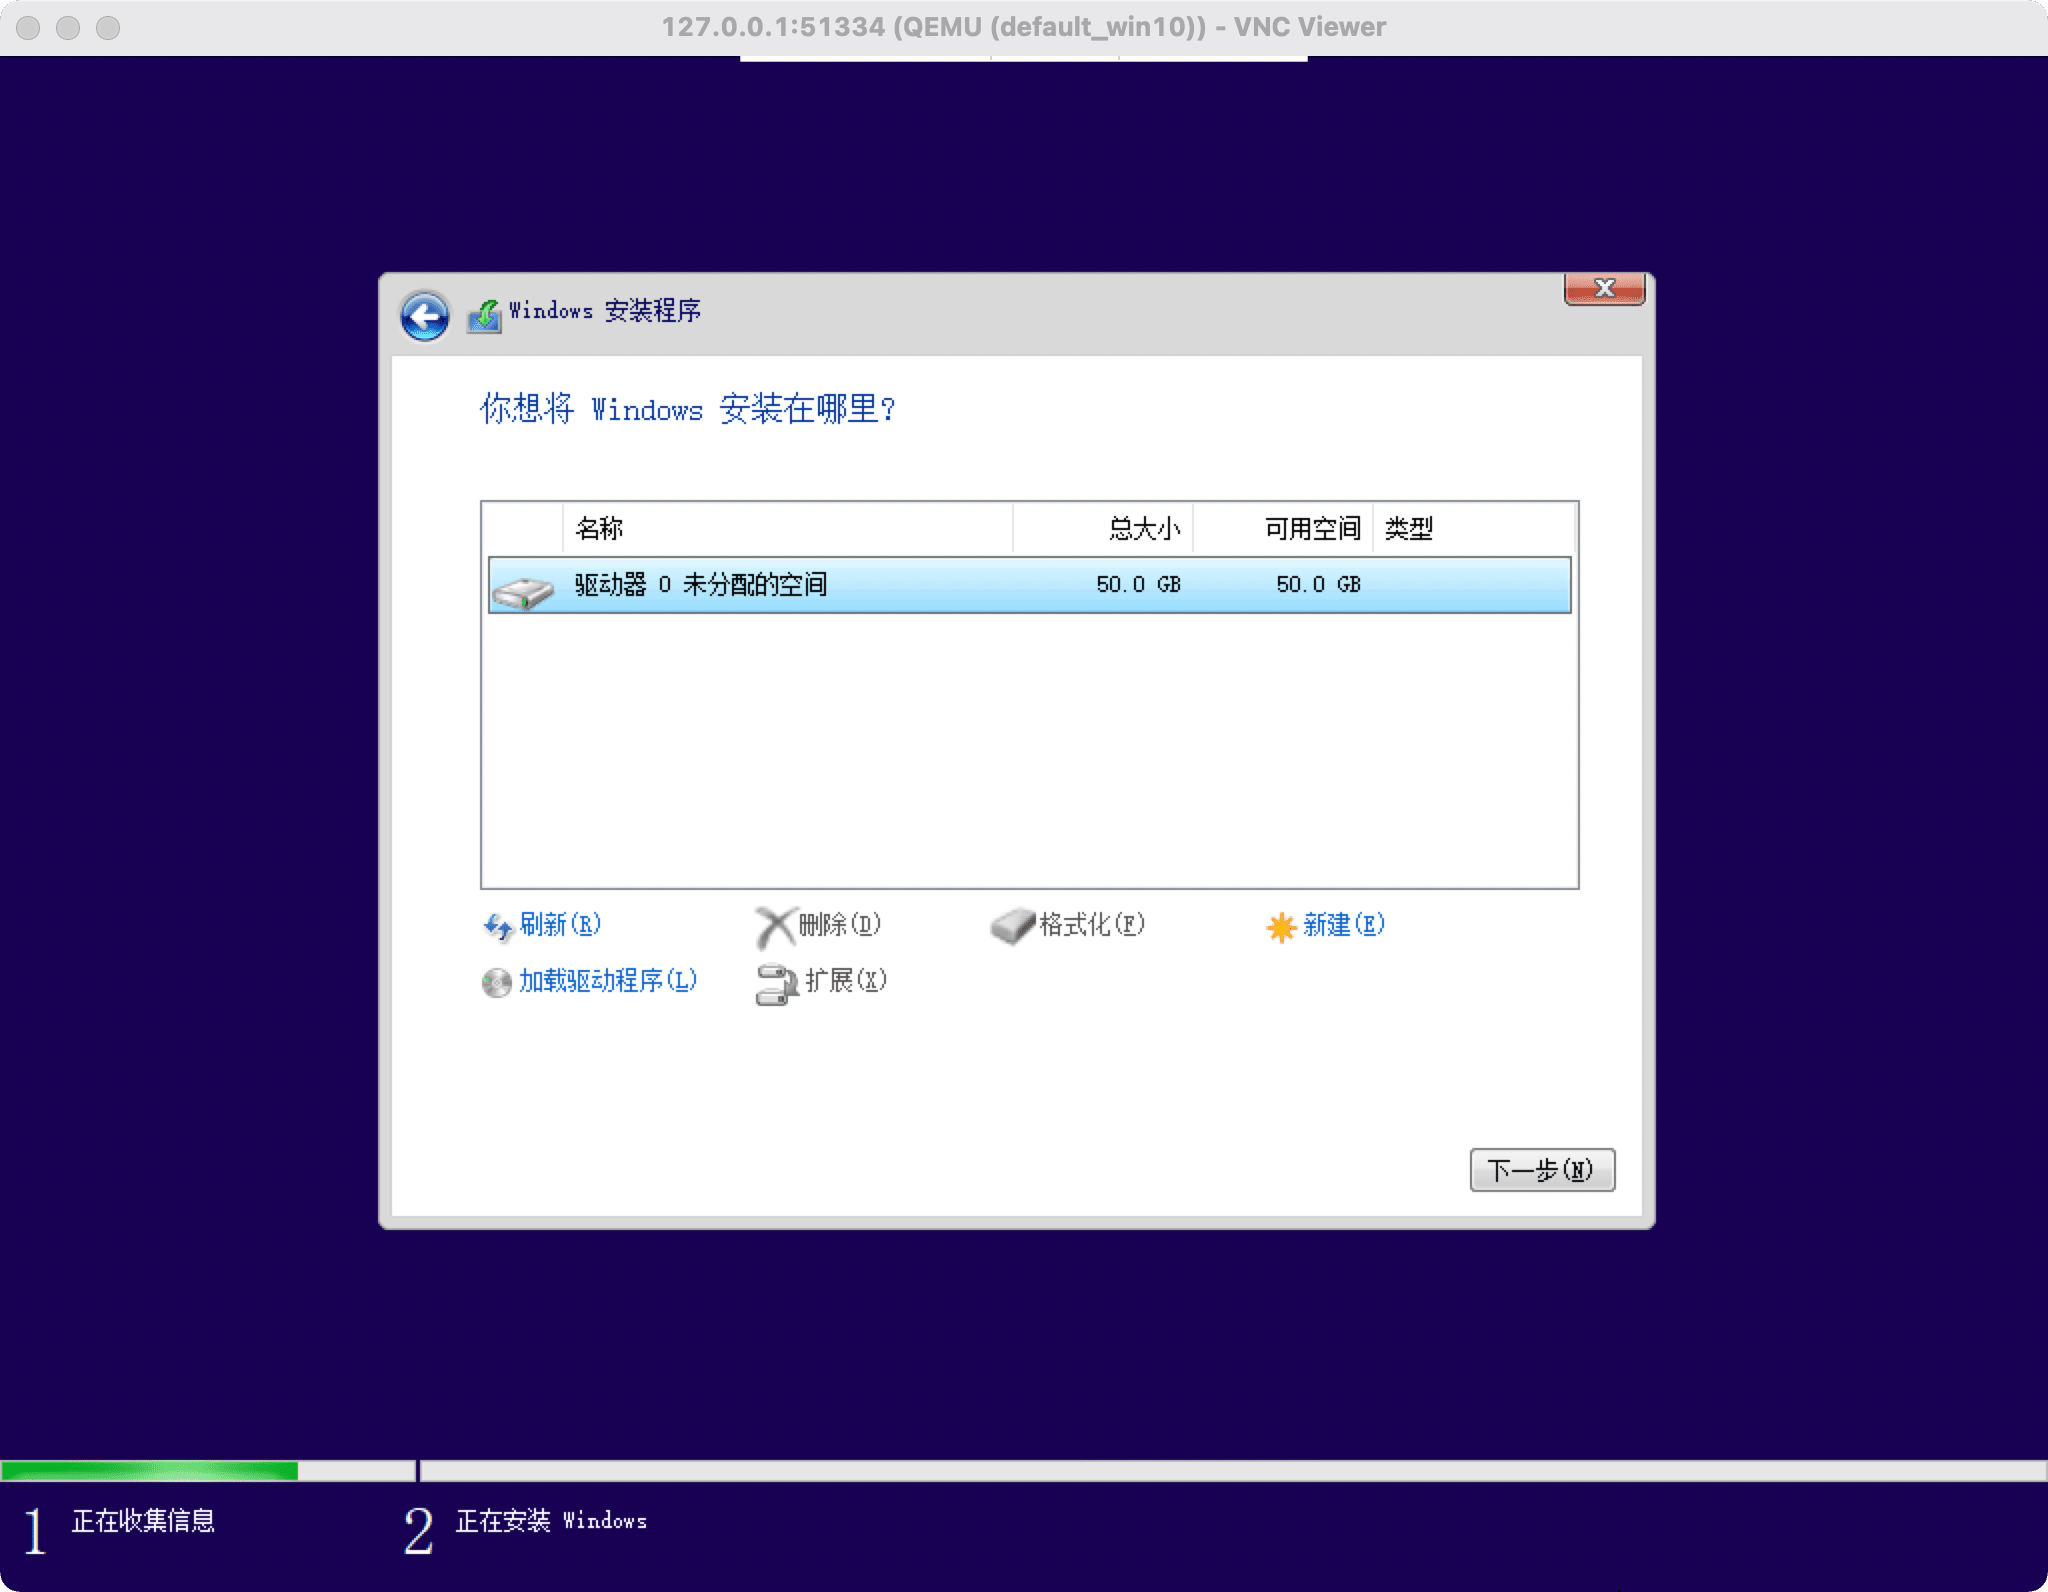 127.0.0.1:51334 (QEMU (default_win10)) - VNC Viewer
Windows 安装程序
你想将 Windows 安装在哪里?
名称 总大小 可用空间 类型
驱动器 0 未分配的空间 50.0 GB 50.0 GB
刷新(R) 删除(D) 格式化(F) 新建(E)
加载驱动程序(L) 扩展(X)
下一步(N)
1 正在收集信息 2 正在安装 Windows